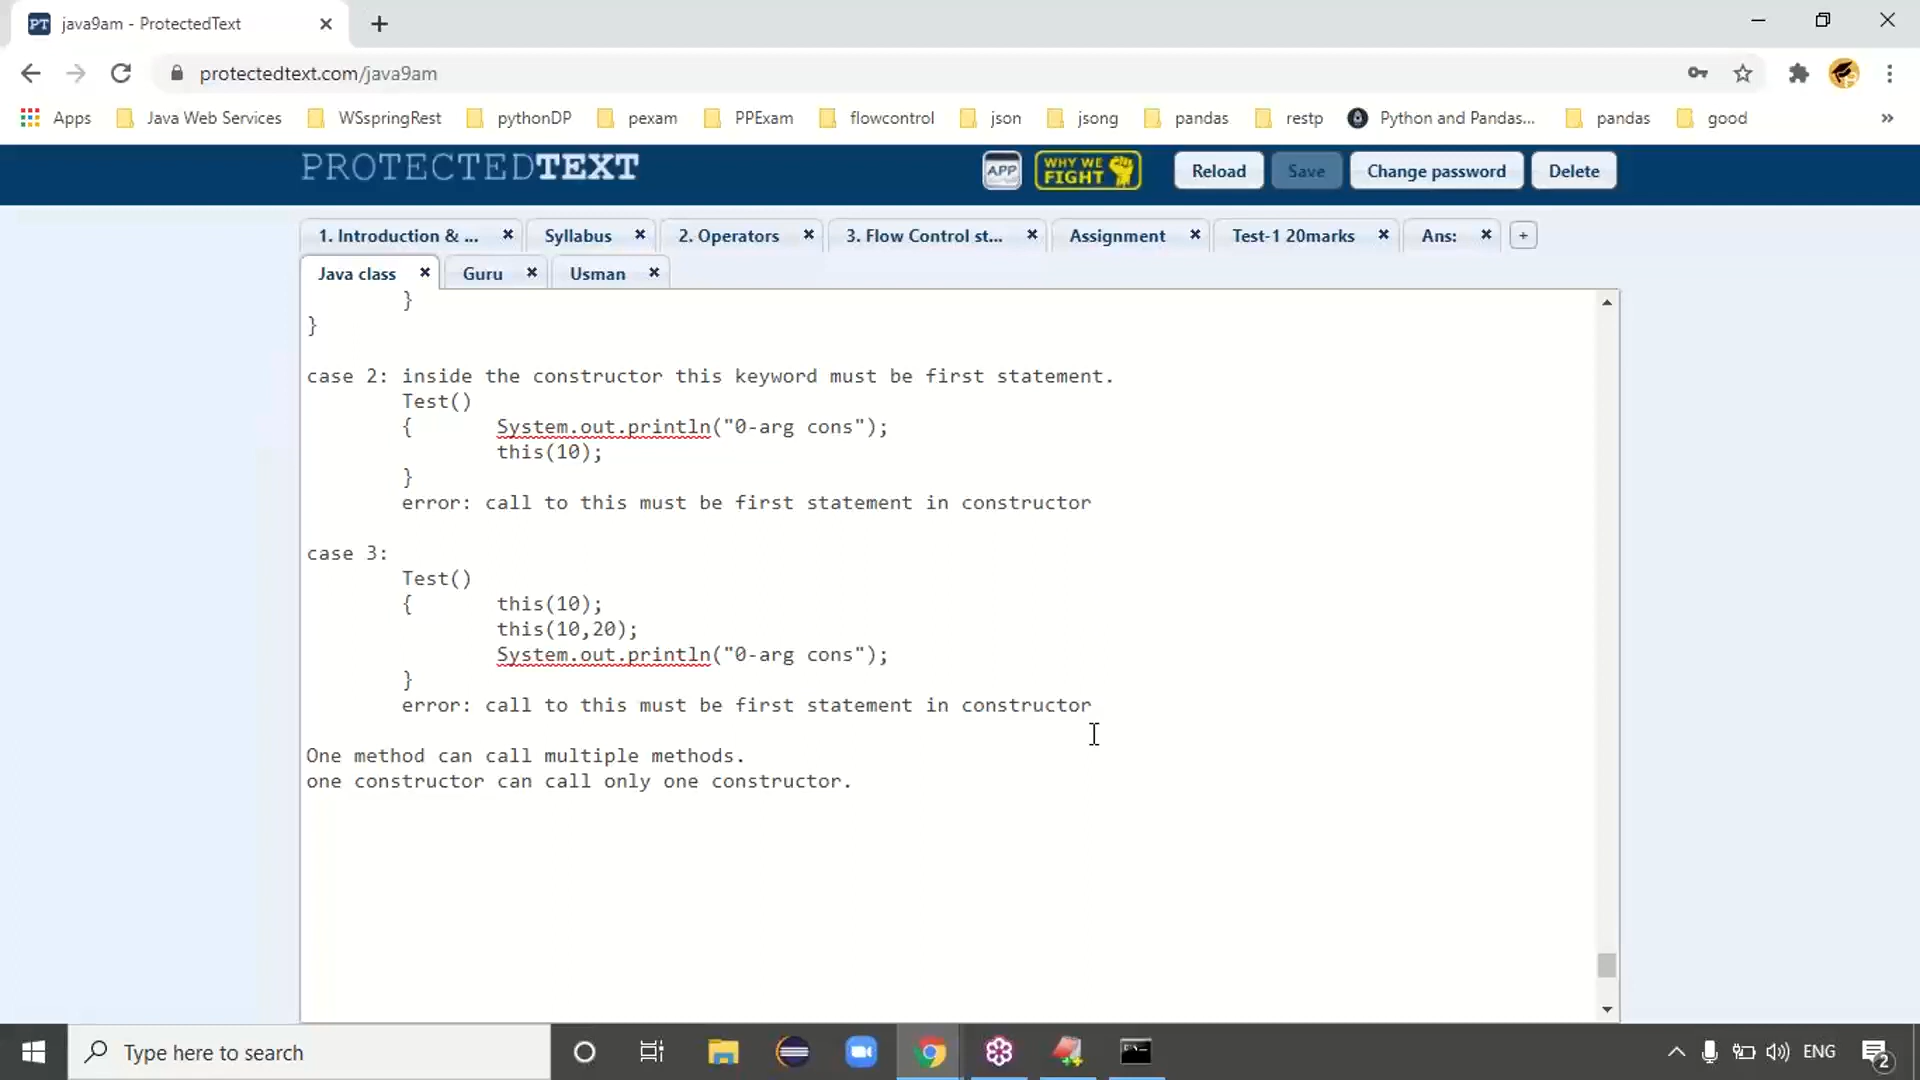 PT java9am - ProtectedText
protectedtext.com/java9am
Apps Java Web Services WSspringRest pythonDP pexam PPExam flowcontrol json jsong pandas restp Python and Pandas... pandas good »
PROTECTEDTEXT APP WHY WE FIGHT Reload Save Change password Delete
1. Introduction & ... Syllabus 2. Operators 3. Flow Control st... Assignment Test-1 20marks Ans: +
Java class Guru Usman
}
}
case 2: inside the constructor this keyword must be first statement.
Test()
{ System.out.println("0-arg cons");
this(10);
}
error: call to this must be first statement in constructor
case 3:
Test()
{ this(10);
this(10,20);
System.out.println("0-arg cons");
}
error: call to this must be first statement in constructor
One method can call multiple methods.
one constructor can call only one constructor.
Type here to search
ENG
2